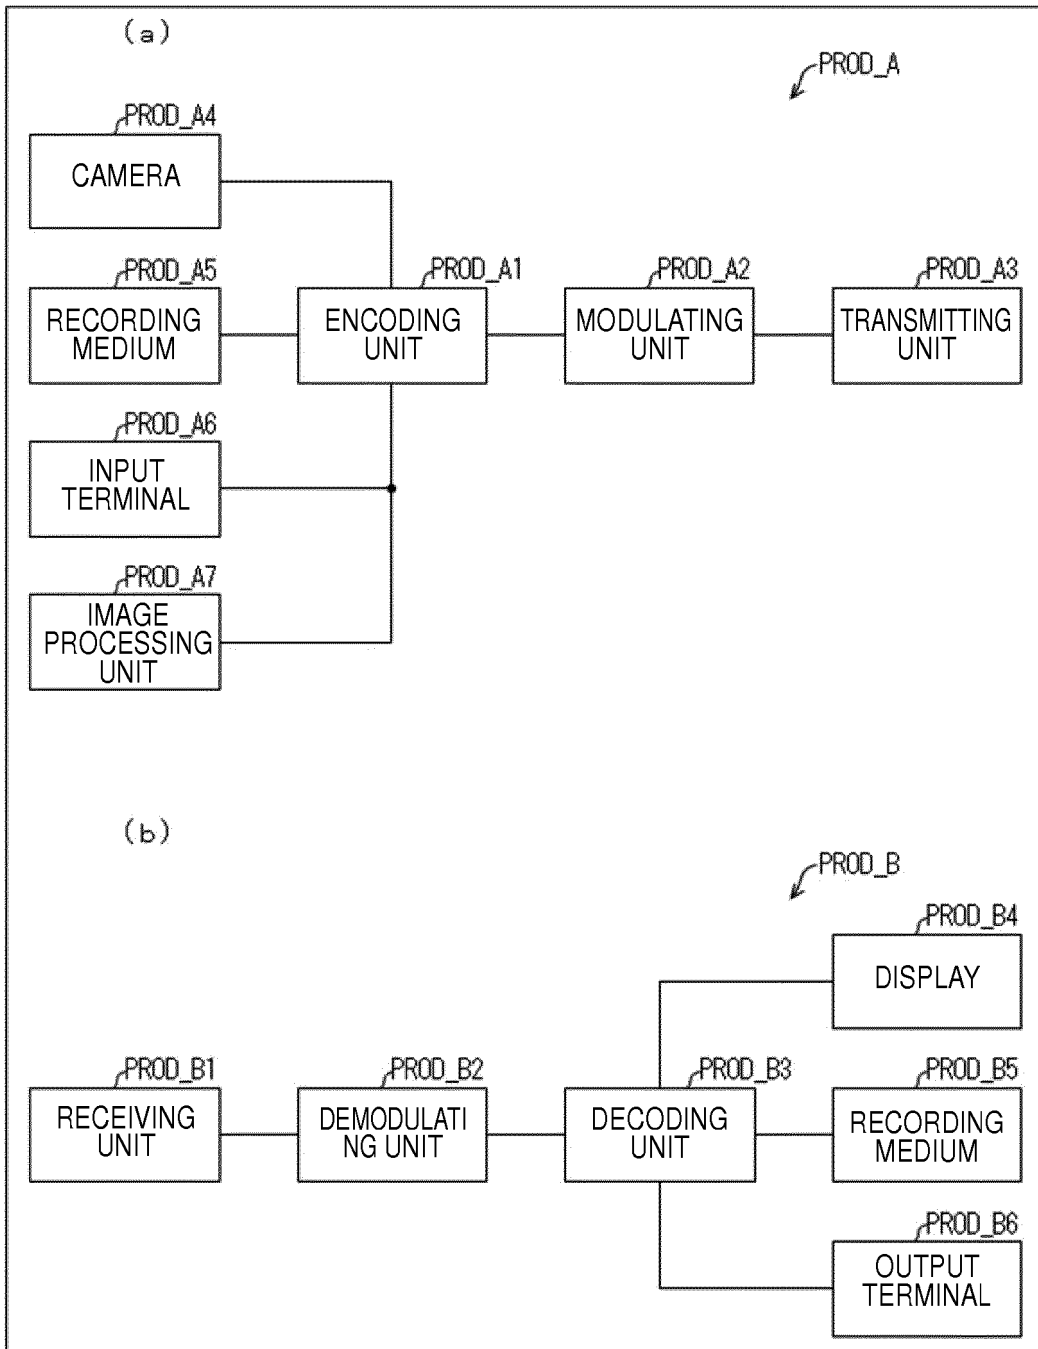 (a)
PROD_A
PROD_A4
CAMERA
PROD_A5
RECORDING
MEDIUM
PROD_A1
ENCODING
UNIT
PROD_A2
MODULATING
UNIT
PROD_A3
TRANSMITTING
UNIT
PROD_A6
INPUT
TERMINAL
PROD_A7
IMAGE
PROCESSING
UNIT
(b)
PROD_B
PROD_B4
DISPLAY
PROD_B1
RECEIVING
UNIT
PROD_B2
DEMODULATI
NG UNIT
PROD_B3
DECODING
UNIT
PROD_B5
RECORDING
MEDIUM
PROD_B6
OUTPUT
TERMINAL